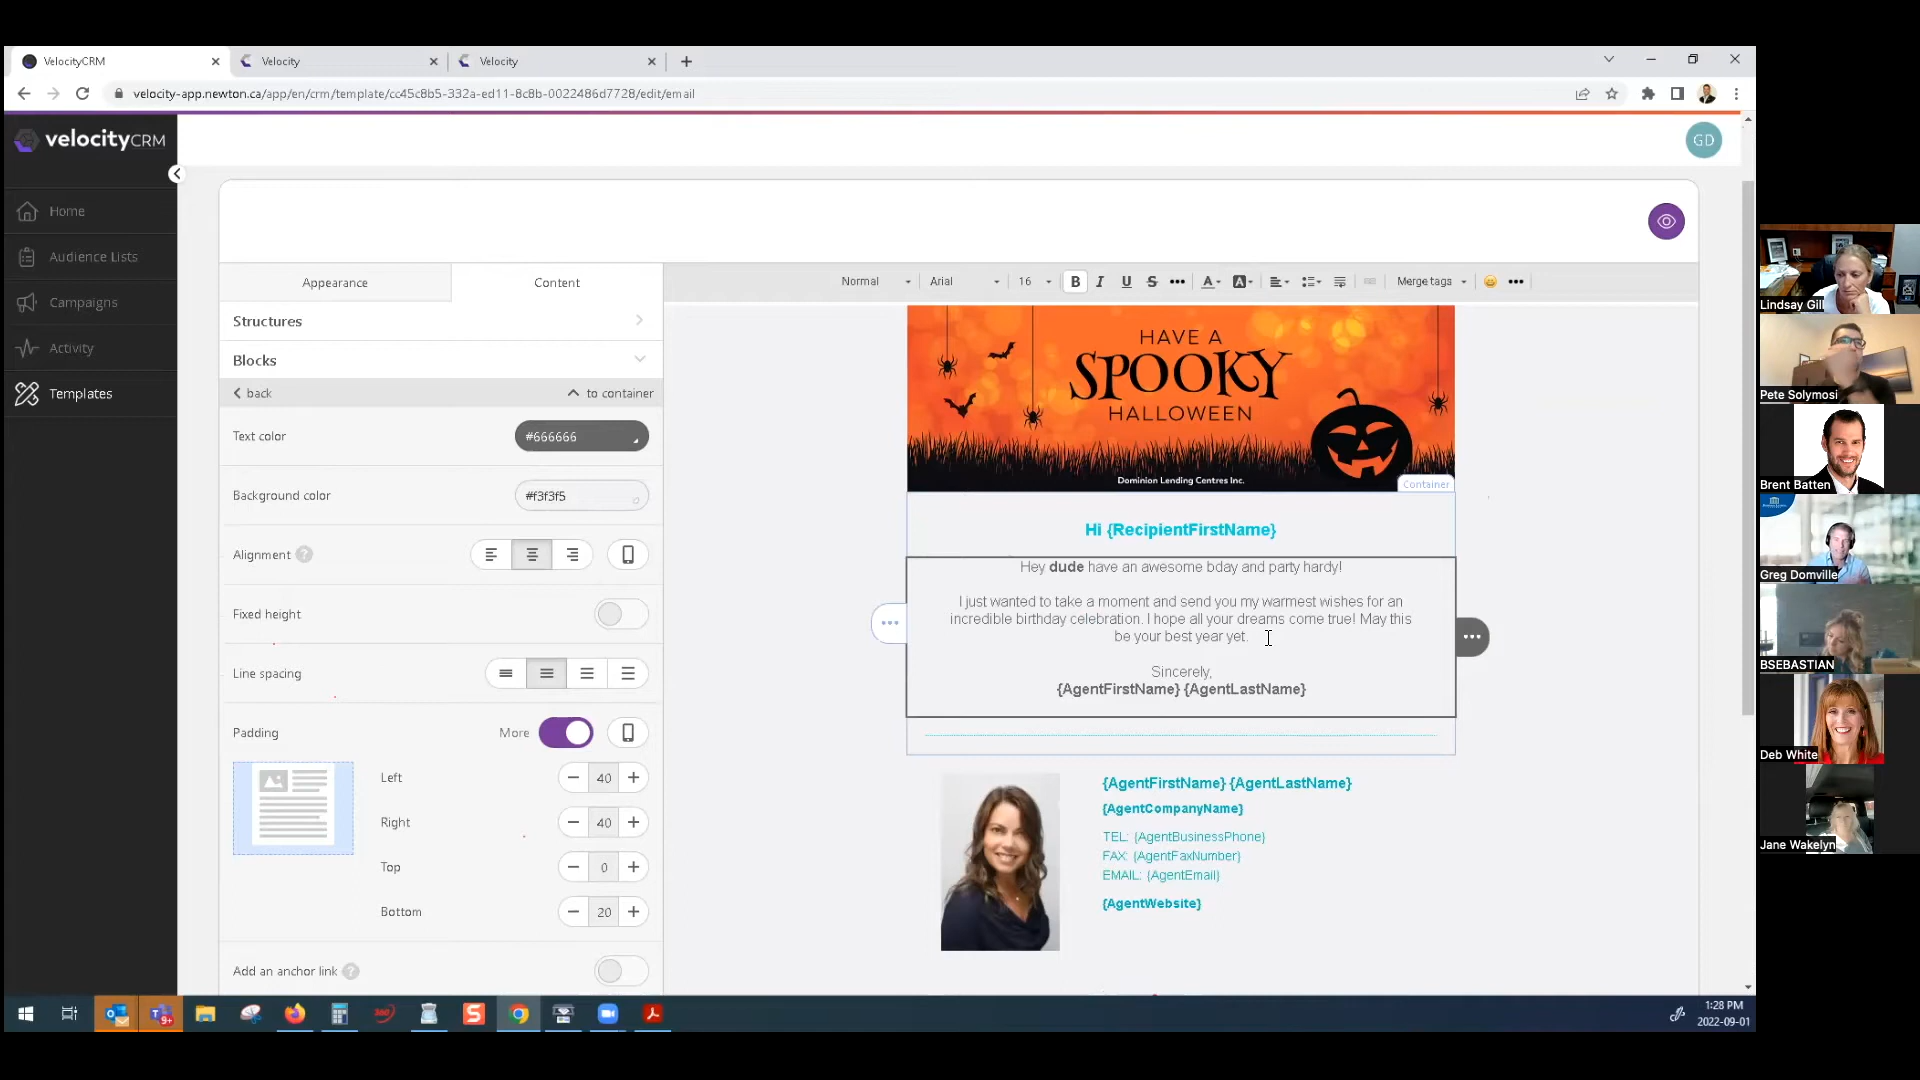 VelocityCRM
Velocity
Velocity
velocity-app.newton.ca/app/en/crm/template/cc45c8b5-332a-ed11-8c8b-0022486d7728/edit/email
velocityCRM
GD
Home
Audience Lists
Campaigns
Activity
Templates
Appearance
Content
Structures
Blocks
back
to container
Text color
#666666
Background color
#f3f3f5
Alignment ?
Fixed height
Line spacing
Padding
More
Left
40
Right
40
Top
0
Bottom
20
Add an anchor link ?
Normal
Arial
16
B
I
U
S
A
A
Merge tags
HAVE A
SPOOKY
HALLOWEEN
Dominion Lending Centres Inc.
Container
Hi {RecipientFirstName}
Hey dude have an awesome bday and party hardy!
I just wanted to take a moment and send you my warmest wishes for an
incredible birthday celebration. I hope all your dreams come true! May this
be your best year yet.
Sincerely,
{AgentFirstName} {AgentLastName}
{AgentFirstName} {AgentLastName}
{AgentCompanyName}
TEL: {AgentBusinessPhone}
FAX: {AgentFaxNumber}
EMAIL: {AgentEmail}
{AgentWebsite}
Lindsay Gill
Pete Solymosi
Brent Batten
Greg Domville
BSEBASTIAN
Deb White
Jane Wakelyn
9+
360
S
1:28 PM
2022-09-01